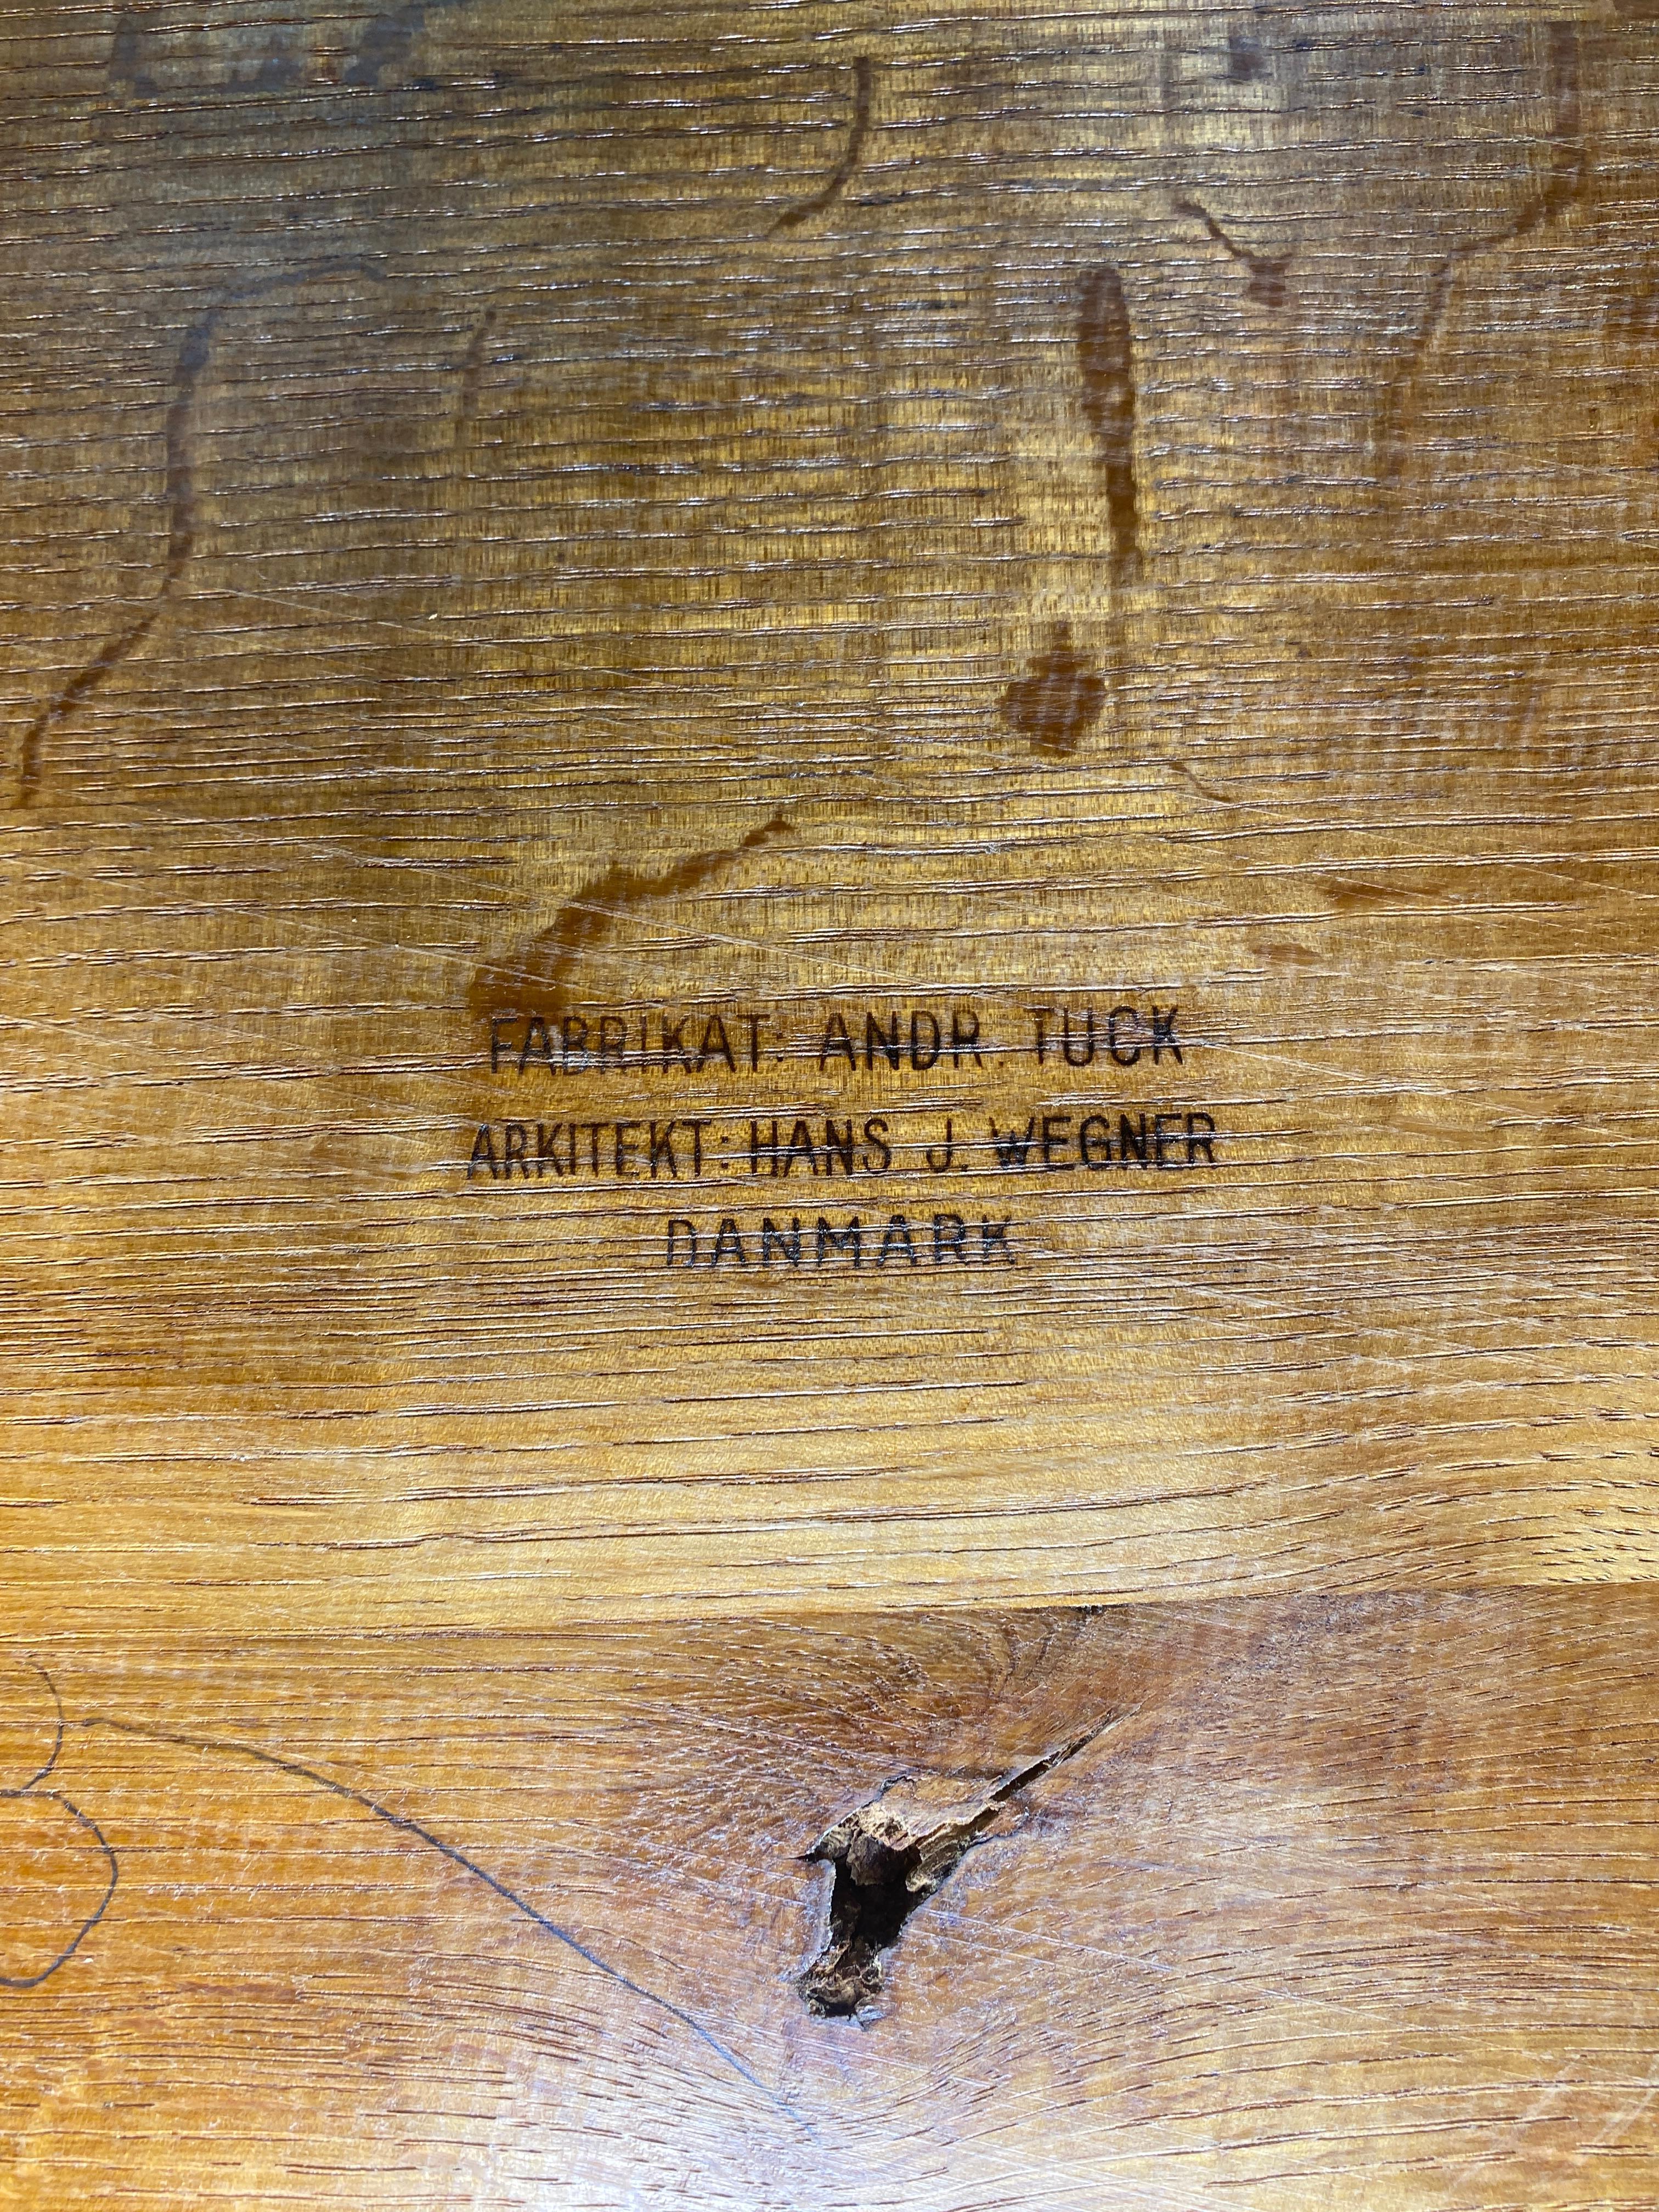 FABRIKAT: ANDR. TUCK
ARKITEKT: HANS J. WEGNER
DANMARK